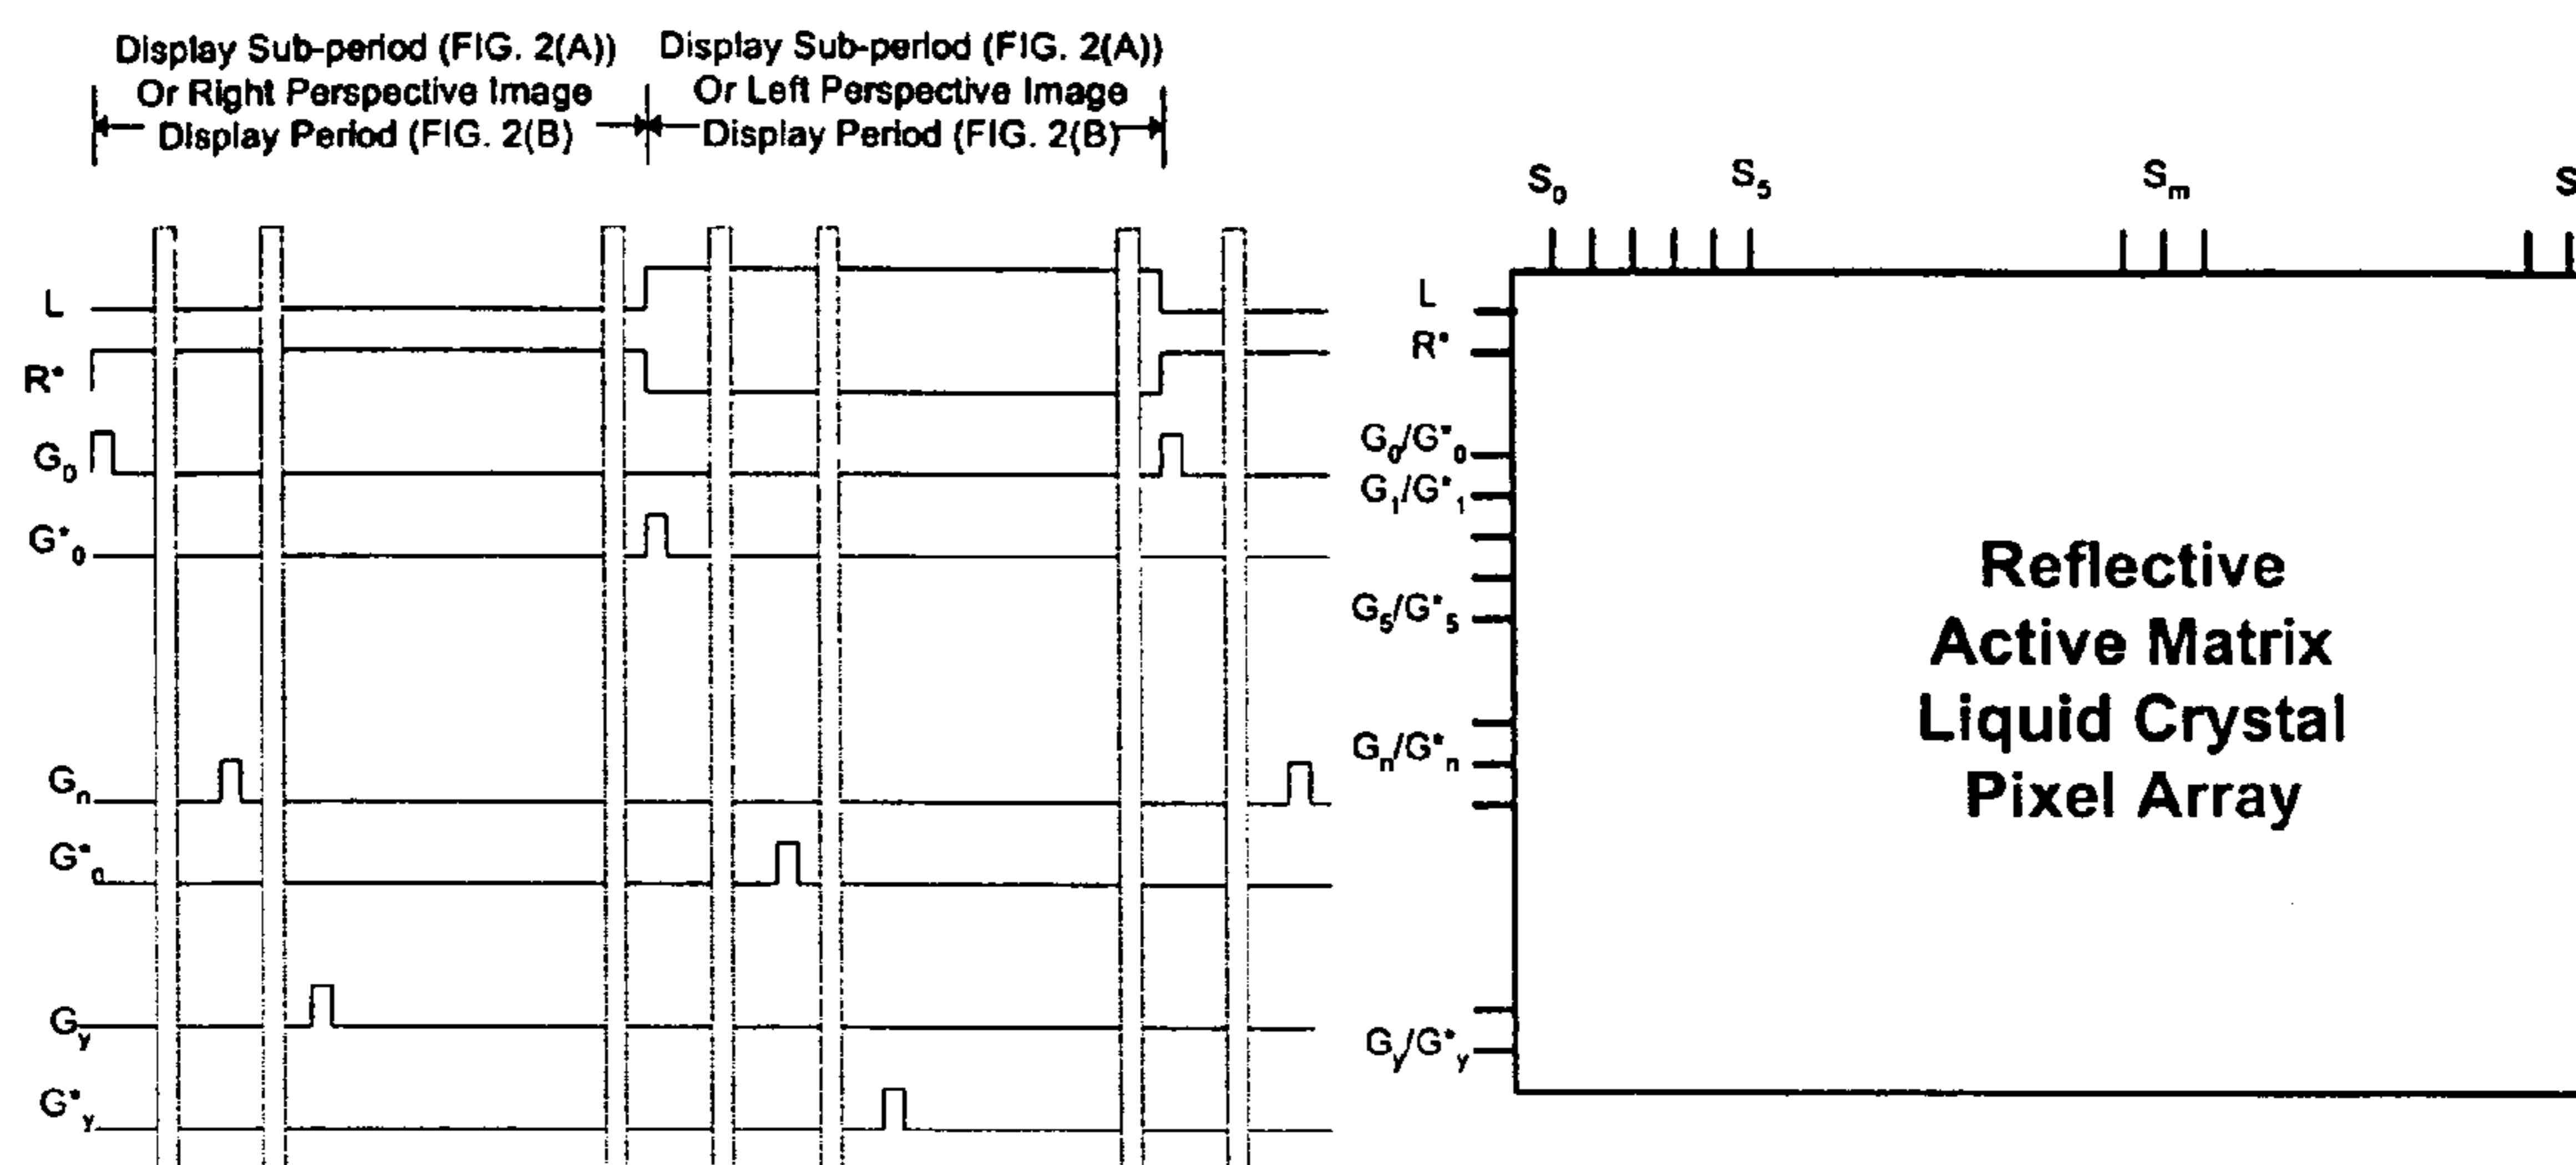 Display Sub-period (FIG. 2(A))
Or Right Perspective Image
Display Period (FIG. 2(B)
Display Sub-period (FIG. 2(A))
Or Left Perspective Image
Display Period (FIG. 2(B)
L
R*
G0
G*0
Gn
G*n
Gy
G*y
S0 S5 Sm S
L
R*
G0/G*0
G1/G*1
G5/G*5
Gn/G*n
Gy/G*y
Reflective
Active Matrix
Liquid Crystal
Pixel Array